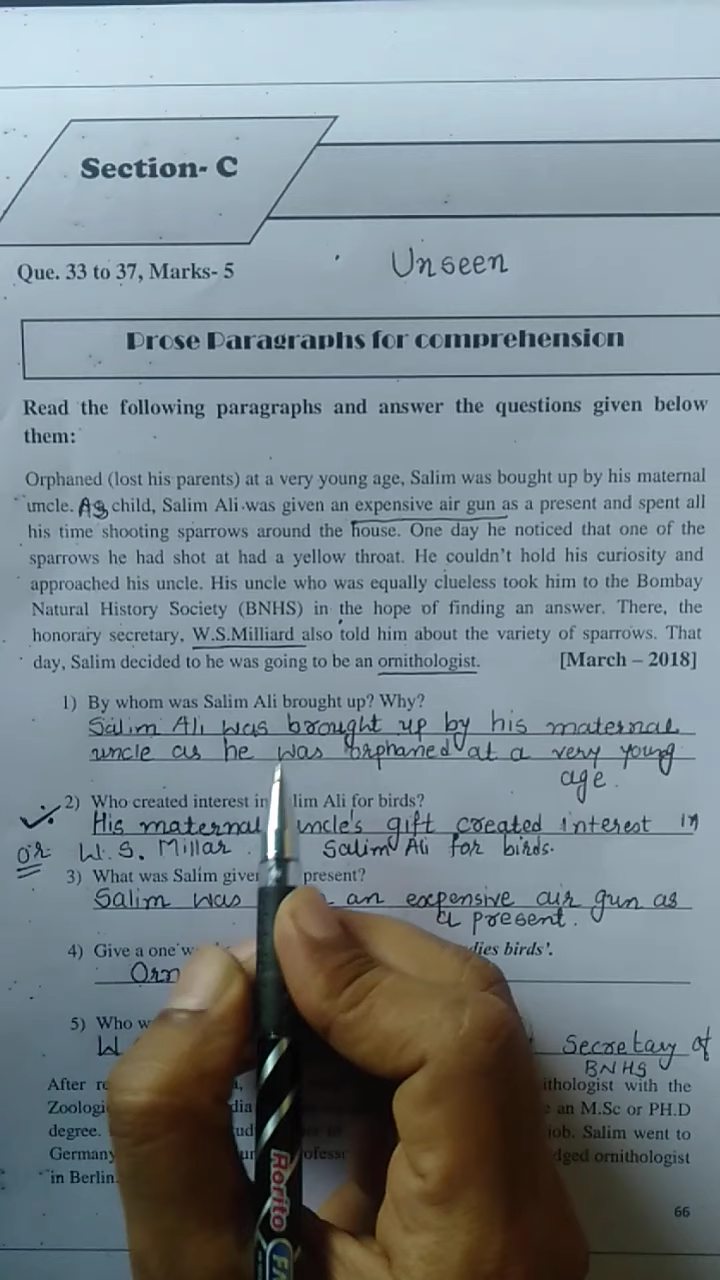 Section- C
Que. 33 to 37, Marks- 5
Unseen
Prose Paragraphs for comprehension
Read the following paragraphs and answer the questions given below
them:
Orphaned (lost his parents) at a very young age, Salim was bought up by his maternal
uncle. As child, Salim Ali was given an expensive air gun as a present and spent all
his time shooting sparrows around the house. One day he noticed that one of the
sparrows he had shot at had a yellow throat. He couldn't hold his curiosity and
approached his uncle. His uncle who was equally clueless took him to the Bombay
Natural History Society (BNHS) in the hope of finding an answer. There, the
honorary secretary, W.S.Milliard also told him about the variety of sparrows. That
day, Salim decided to he was going to be an ornithologist. [March – 2018]
1) By whom was Salim Ali brought up? Why?
Salim Ali was brought up by his maternal
uncle as he was orphaned at a very young
age.
2) Who created interest in lim Ali for birds?
His maternal uncle's gift created interest in
or W. S. Millar Salim Ali for birds.
3) What was Salim give present?
Salim was an expensive air gun as
a present.
4) Give a one w dies birds'.
Orn
5) Who w
W Secretary of
BNHS
After re ithologist with the
Zoologi dia an M.Sc or PH.D
degree. ud job. Salim went to
Germany ofess dged ornithologist
in Berlin.
66
Rorito